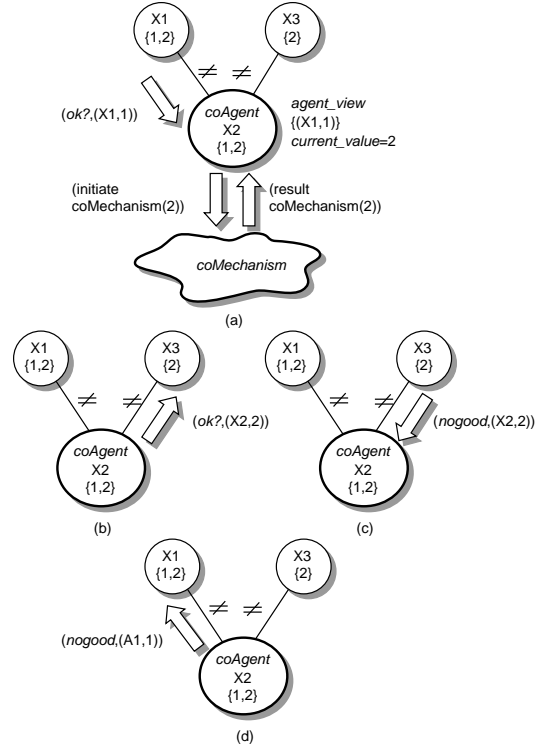 X1
{1,2}
X3
{2}
≠ ≠
(ok?,(X1,1))
coAgent
X2
{1,2}
agent_view
{(X1,1)}
current_value=2
(initiate
coMechanism(2))
(result
coMechanism(2))
coMechanism
(a)
X1
{1,2}
X3
{2}
≠ ≠
(ok?,(X2,2))
coAgent
X2
{1,2}
(b)
X1
{1,2}
X3
{2}
≠ ≠
(nogood,(X2,2))
coAgent
X2
{1,2}
(c)
X1
{1,2}
X3
{2}
≠ ≠
(nogood,(A1,1))
coAgent
X2
{1,2}
(d)